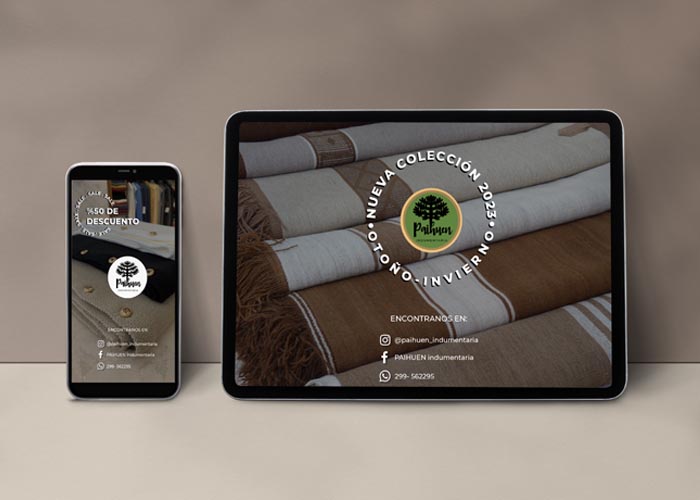 SALE · SALE · SALE · SALE
%50 DE
DESCUENTO
Paihuen
INDUMENTARIA
ENCONTRANOS EN:
@paihuen_indumentaria
PAIHUEN indumentaria
299- 562295
•NUEVA COLECCIÓN 2023•
OTOÑO-INVIERNO
Paihuen
INDUMENTARIA
ENCONTRANOS EN:
@paihuen_indumentaria
PAIHUEN indumentaria
299- 562295